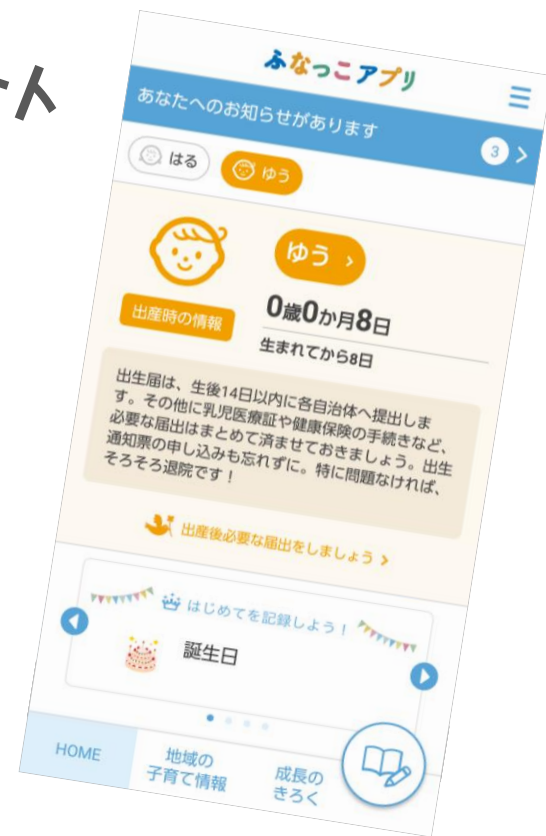 ート
ふなっこアプリ
あなたへのお知らせがあります
3
はる
ゆう
ゆう
出産時の情報
0歳0か月8日
生まれてから8日
出生届は、生後14日以内に各自治体へ提出しま
す。その他に乳児医療証や健康保険の手続きなど、
必要な届出はまとめて済ませておきましょう。出生
通知票の申し込みも忘れずに。特に問題なければ、
そろそろ退院です！
出産後必要な届出をしましょう
はじめてを記録しよう！
誕生日
HOME
地域の
子育て情報
成長の
きろく